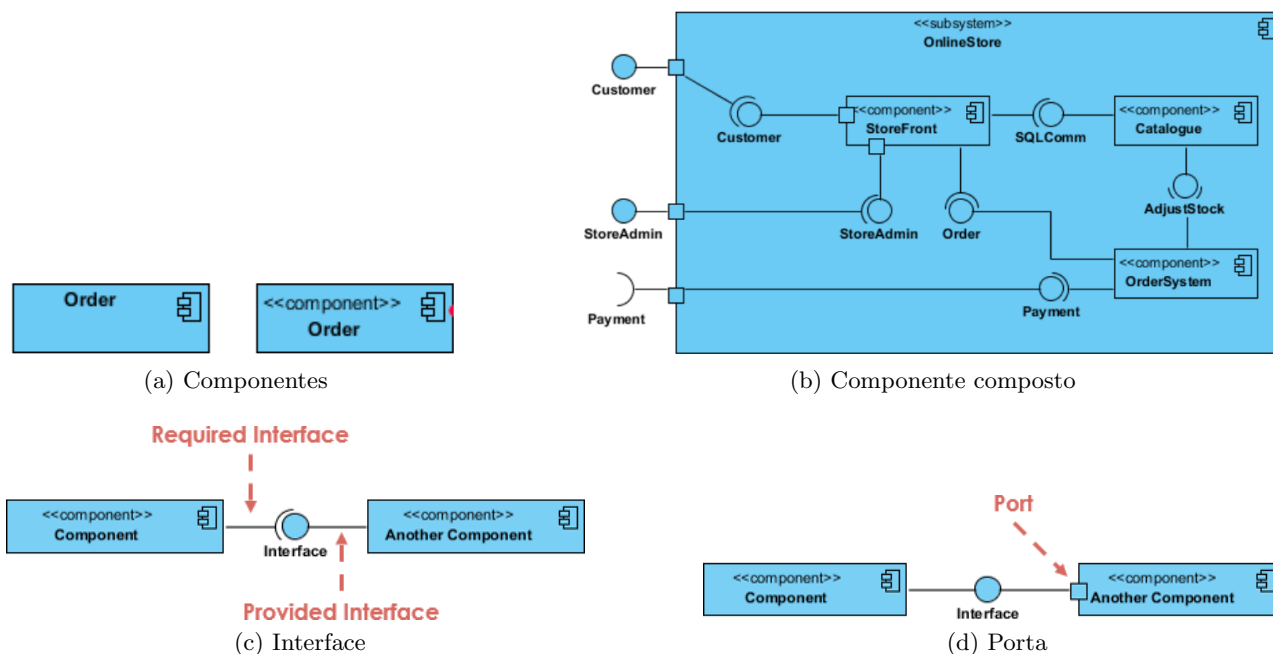 <<subsystem>>
OnlineStore
Customer
<<component>>
StoreFront
<<component>>
Catalogue
Customer
SQLComm
AdjustStock
StoreAdmin
StoreAdmin
Order
<<component>>
OrderSystem
Payment
Payment
Order
<<component>>
Order
(a) Componentes
(b) Componente composto
Required Interface
<<component>>
Component
<<component>>
Another Component
Interface
Provided Interface
(c) Interface
Port
<<component>>
Component
<<component>>
Another Component
Interface
(d) Porta